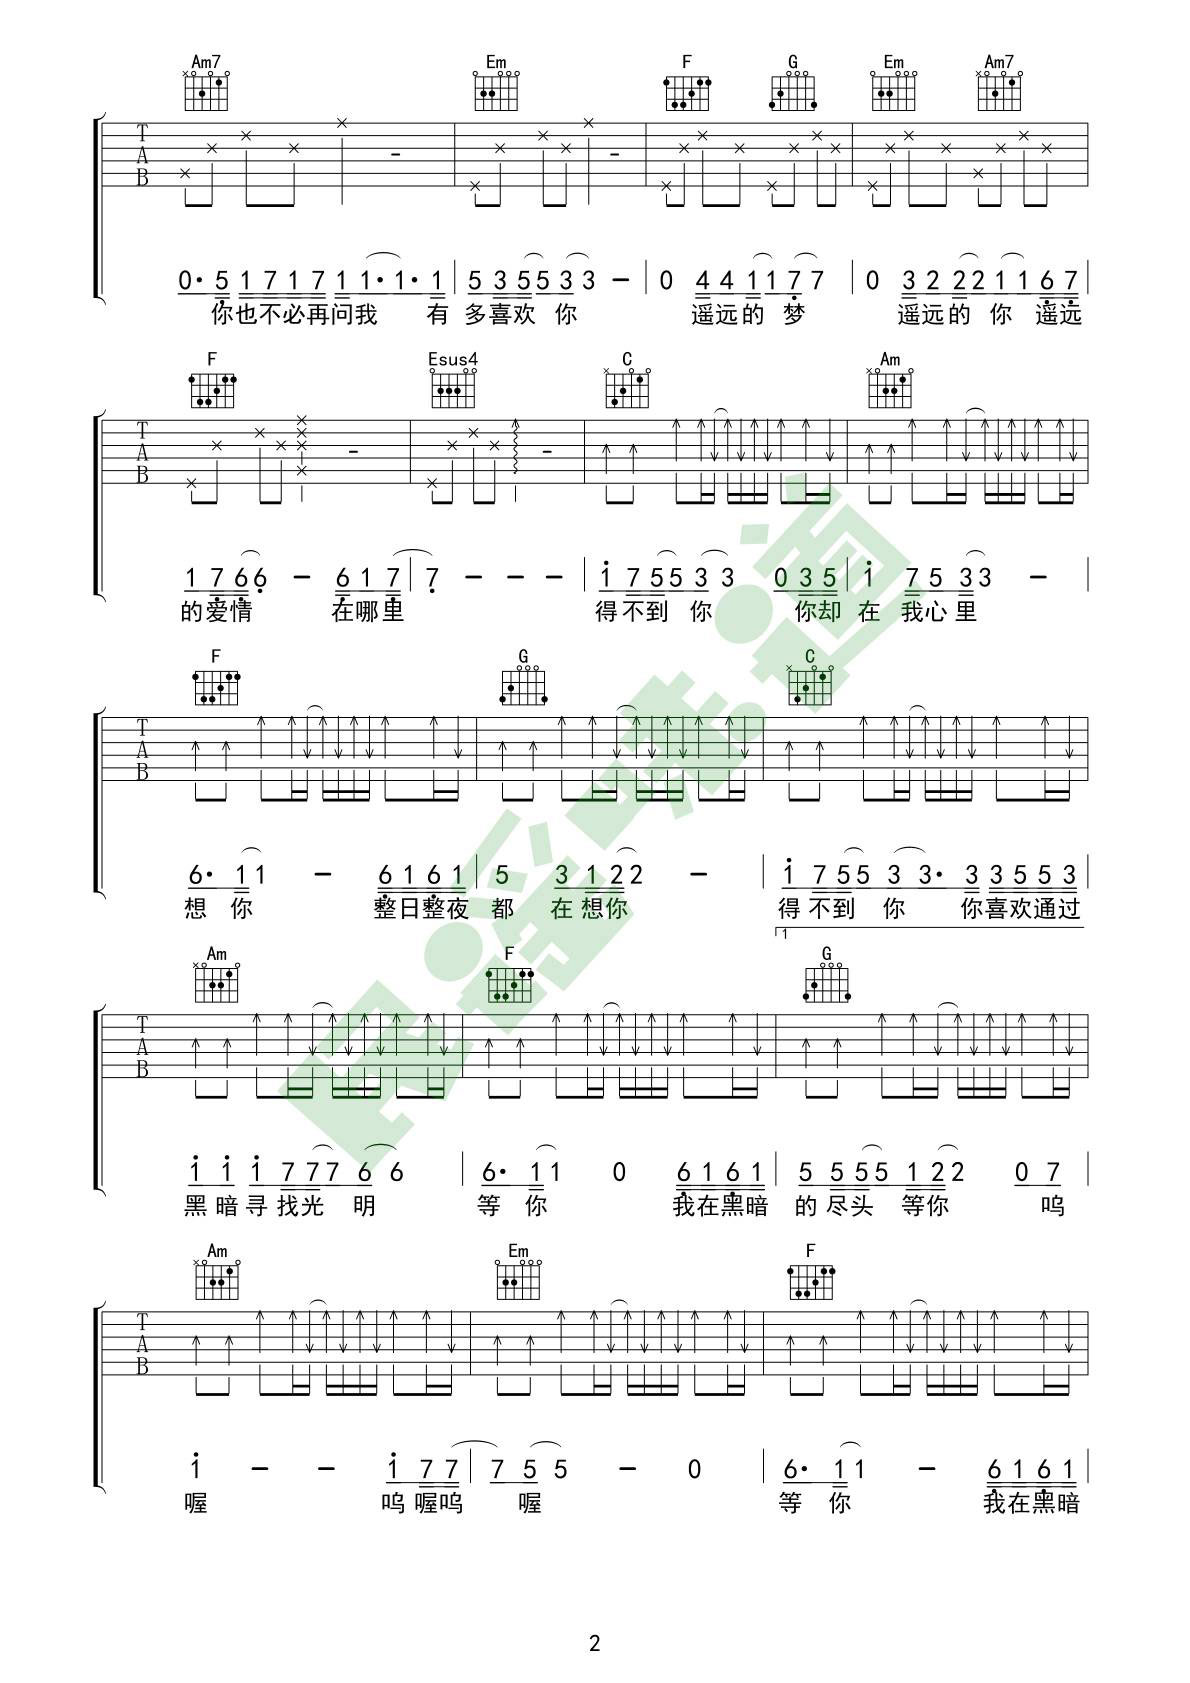 Am7 Em F G Em Am7
T
A
B
0· 5 1 7 1 7 1 1· 1· 1 | 5 3 5 5 3 3 – | 0 4 4 1 1 7 7 | 0 3 2 2 2 1 1 6 7 |
你也不必再问我 有 多喜欢 你 遥远的 梦 遥远的 你 遥远
F Esus4 C Am
T
A
B
1 7 6 6 – 6 1 7 | 7 – – – | 1 7 5 5 3 3 0 3 5 | 1 7 5 3 3 – |
的爱情 在哪里 得不到 你 你却 在 我心里
F G C
T
A
B
6· 1 1 – 6 1 6 1 | 5 3 1 2 2 – | 1 7 5 5 3 3· 3 3 5 5 3 |
想 你 整日整夜 都 在想你 得不到 你 你喜欢通过
1
Am F G
T
A
B
1 1 1 7 7 7 6 6 | 6· 1 1 0 6 1 6 1 | 5 5 5 5 1 2 2 0 7 |
黑暗寻找光 明 等 你 我在黑暗 的尽头 等你 呜
Am Em F
T
A
B
1 – – 1 7 7 | 7 5 5 – 0 | 6· 1 1 – 6 1 6 1 |
喔 呜喔呜 喔 等 你 我在黑暗
民谣味道
2